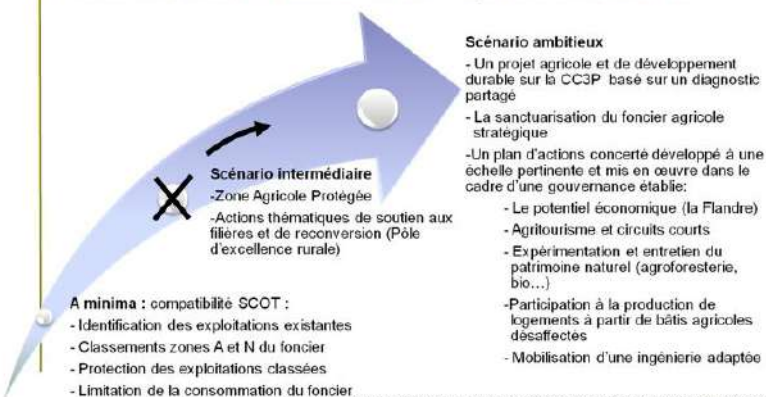 Scénario ambitieux
- Un projet agricole et de développement
durable sur la CC3P basé sur un diagnostic
partagé
- La sanctuarisation du foncier agricole
stratégique
-Un plan d'actions concerté développé à une
échelle pertinente et mis en œuvre dans le
cadre d'une gouvernance établie:
- Le potentiel économique (la Flandre)
- Agritourisme et circuits courts
- Expérimentation et entretien du
patrimoine naturel (agroforesterie,
bio...)
-Participation à la production de
logements à partir de bâtis agricoles
désaffectés
- Mobilisation d'une ingénierie adaptée
Scénario intermédiaire
-Zone Agricole Protégée
-Actions thématiques de soutien aux
filières et de reconversion (Pôle
d'excellence rurale)
A minima : compatibilité SCOT :
- Identification des exploitations existantes
- Classements zones A et N du foncier
- Protection des exploitations classées
- Limitation de la consommation du foncier